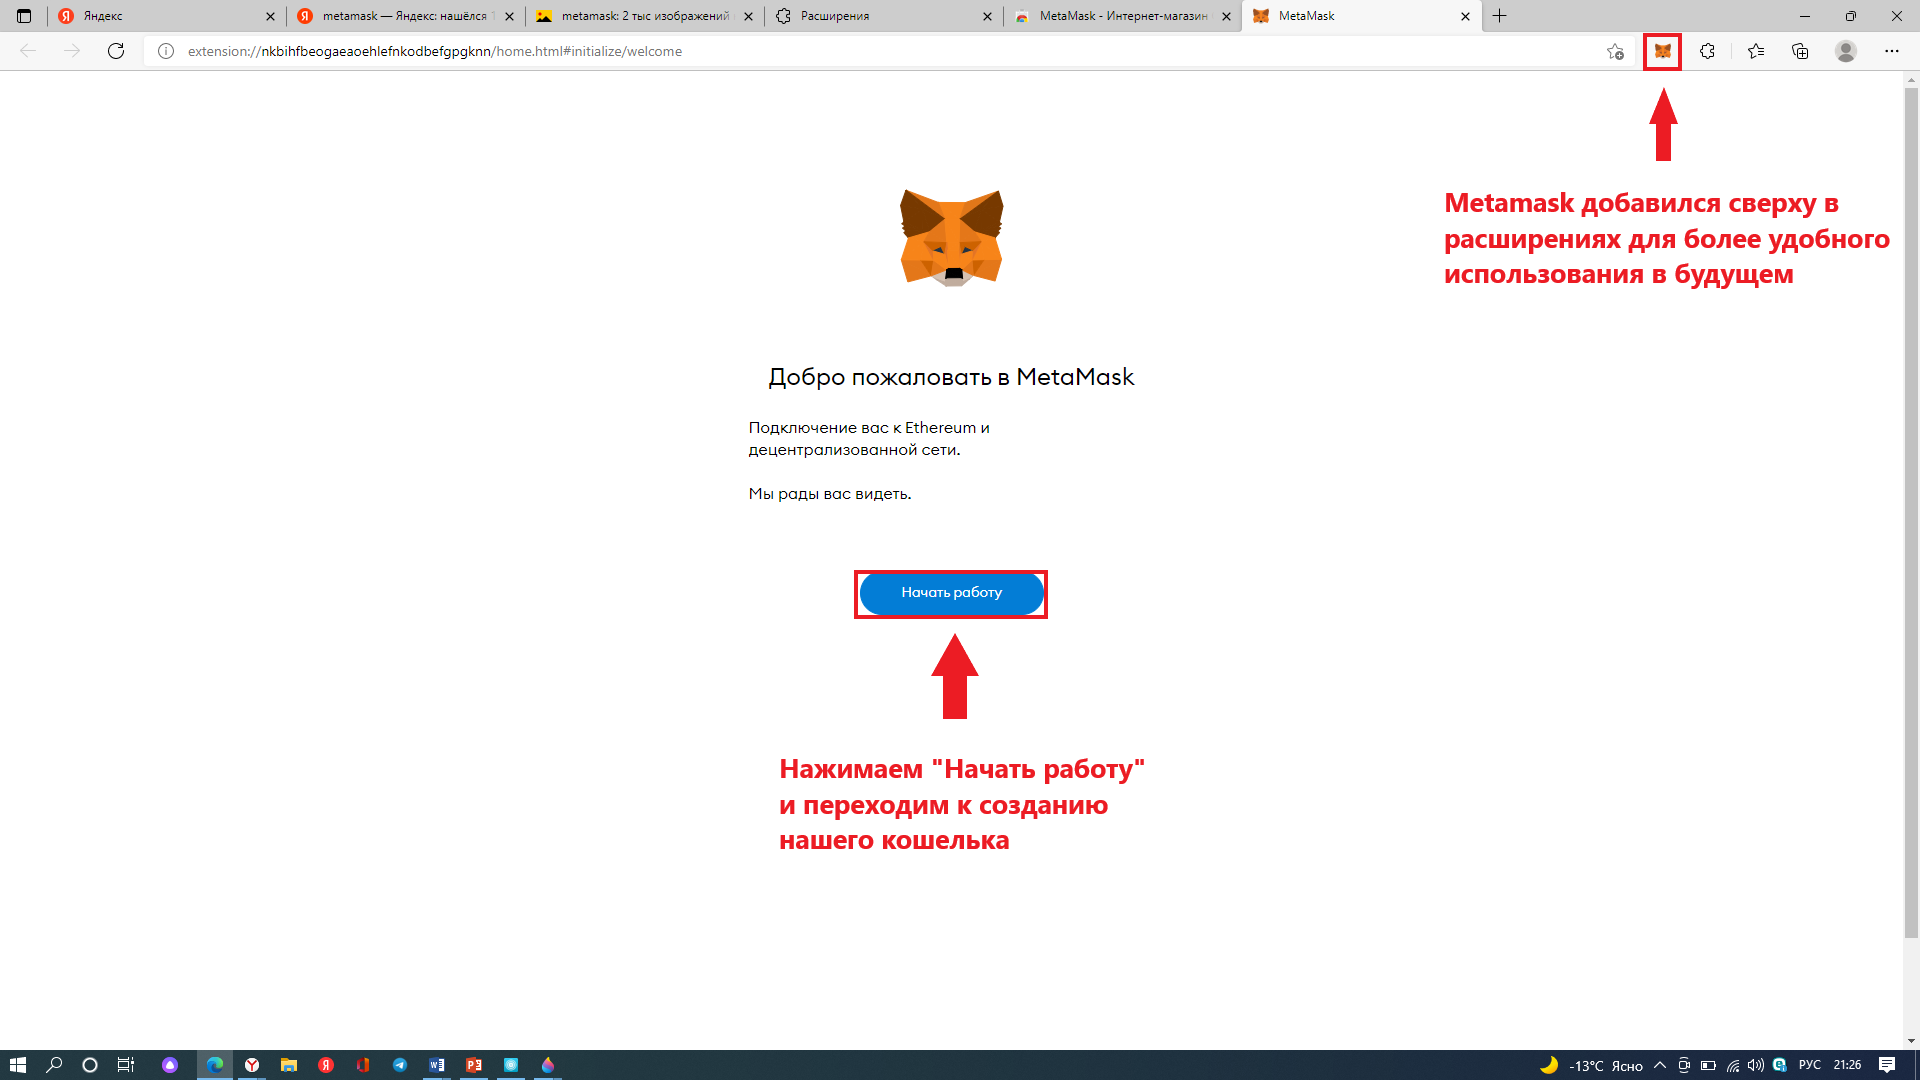 Яндекс
metamask — Яндекс: нашёлся
metamask: 2 тыс изображений
Расширения
MetaMask - Интернет-магазин
MetaMask
extension://nkbihfbeogaeaoehlefnkodbefgpgknn/home.html#initialize/welcome
Metamask добавился сверху в
расширениях для более удобного
использования в будущем
Добро пожаловать в MetaMask
Подключение вас к Ethereum и
децентрализованной сети.
Мы рады вас видеть.
Начать работу
Нажимаем "Начать работу"
и переходим к созданию
нашего кошелька
-13°C Ясно
РУС
21:26